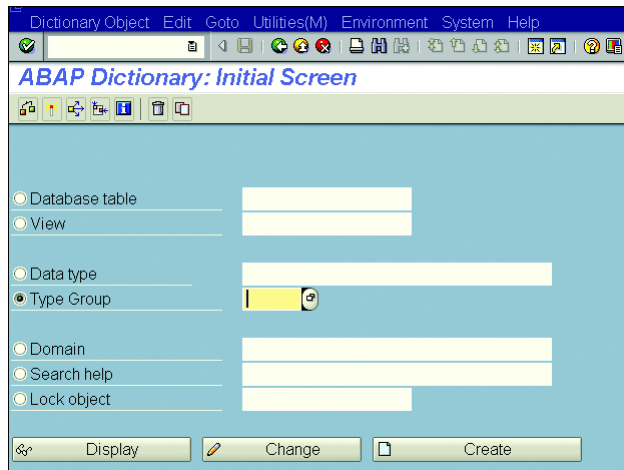 Dictionary Object Edit Goto Utilities(M) Environment System Help
ABAP Dictionary: Initial Screen
Database table
View
Data type
Type Group
Domain
Search help
Lock object
Display Change Create